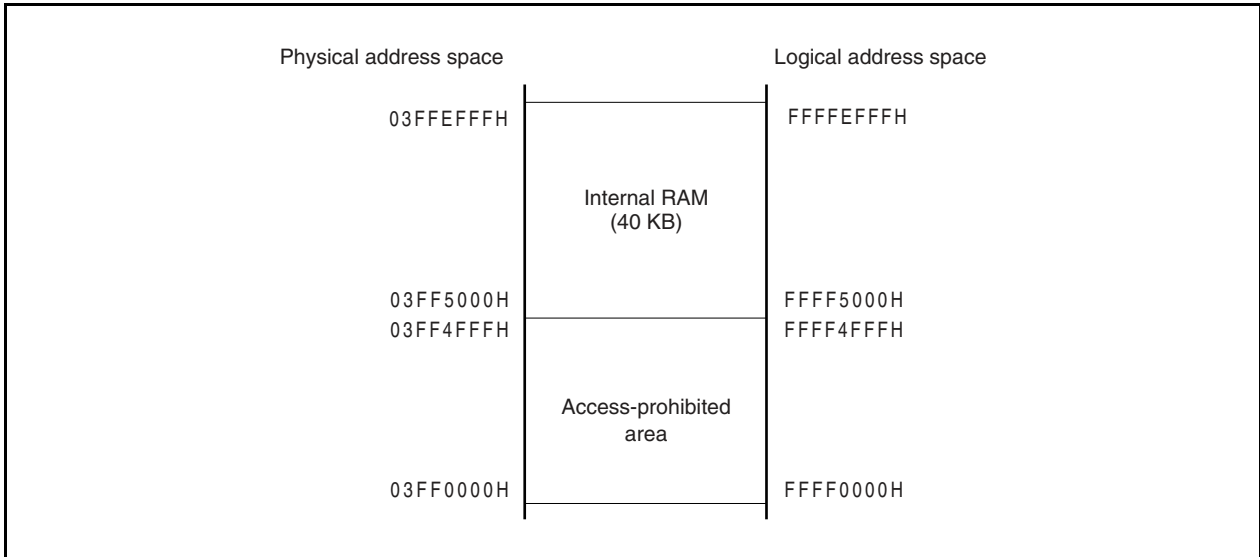 Physical address space
Logical address space
03FFEFFFH
FFFFEFFFH
Internal RAM
(40 KB)
03FF5000H
FFFF5000H
03FF4FFFH
FFFF4FFFH
Access-prohibited
area
03FF0000H
FFFF0000H